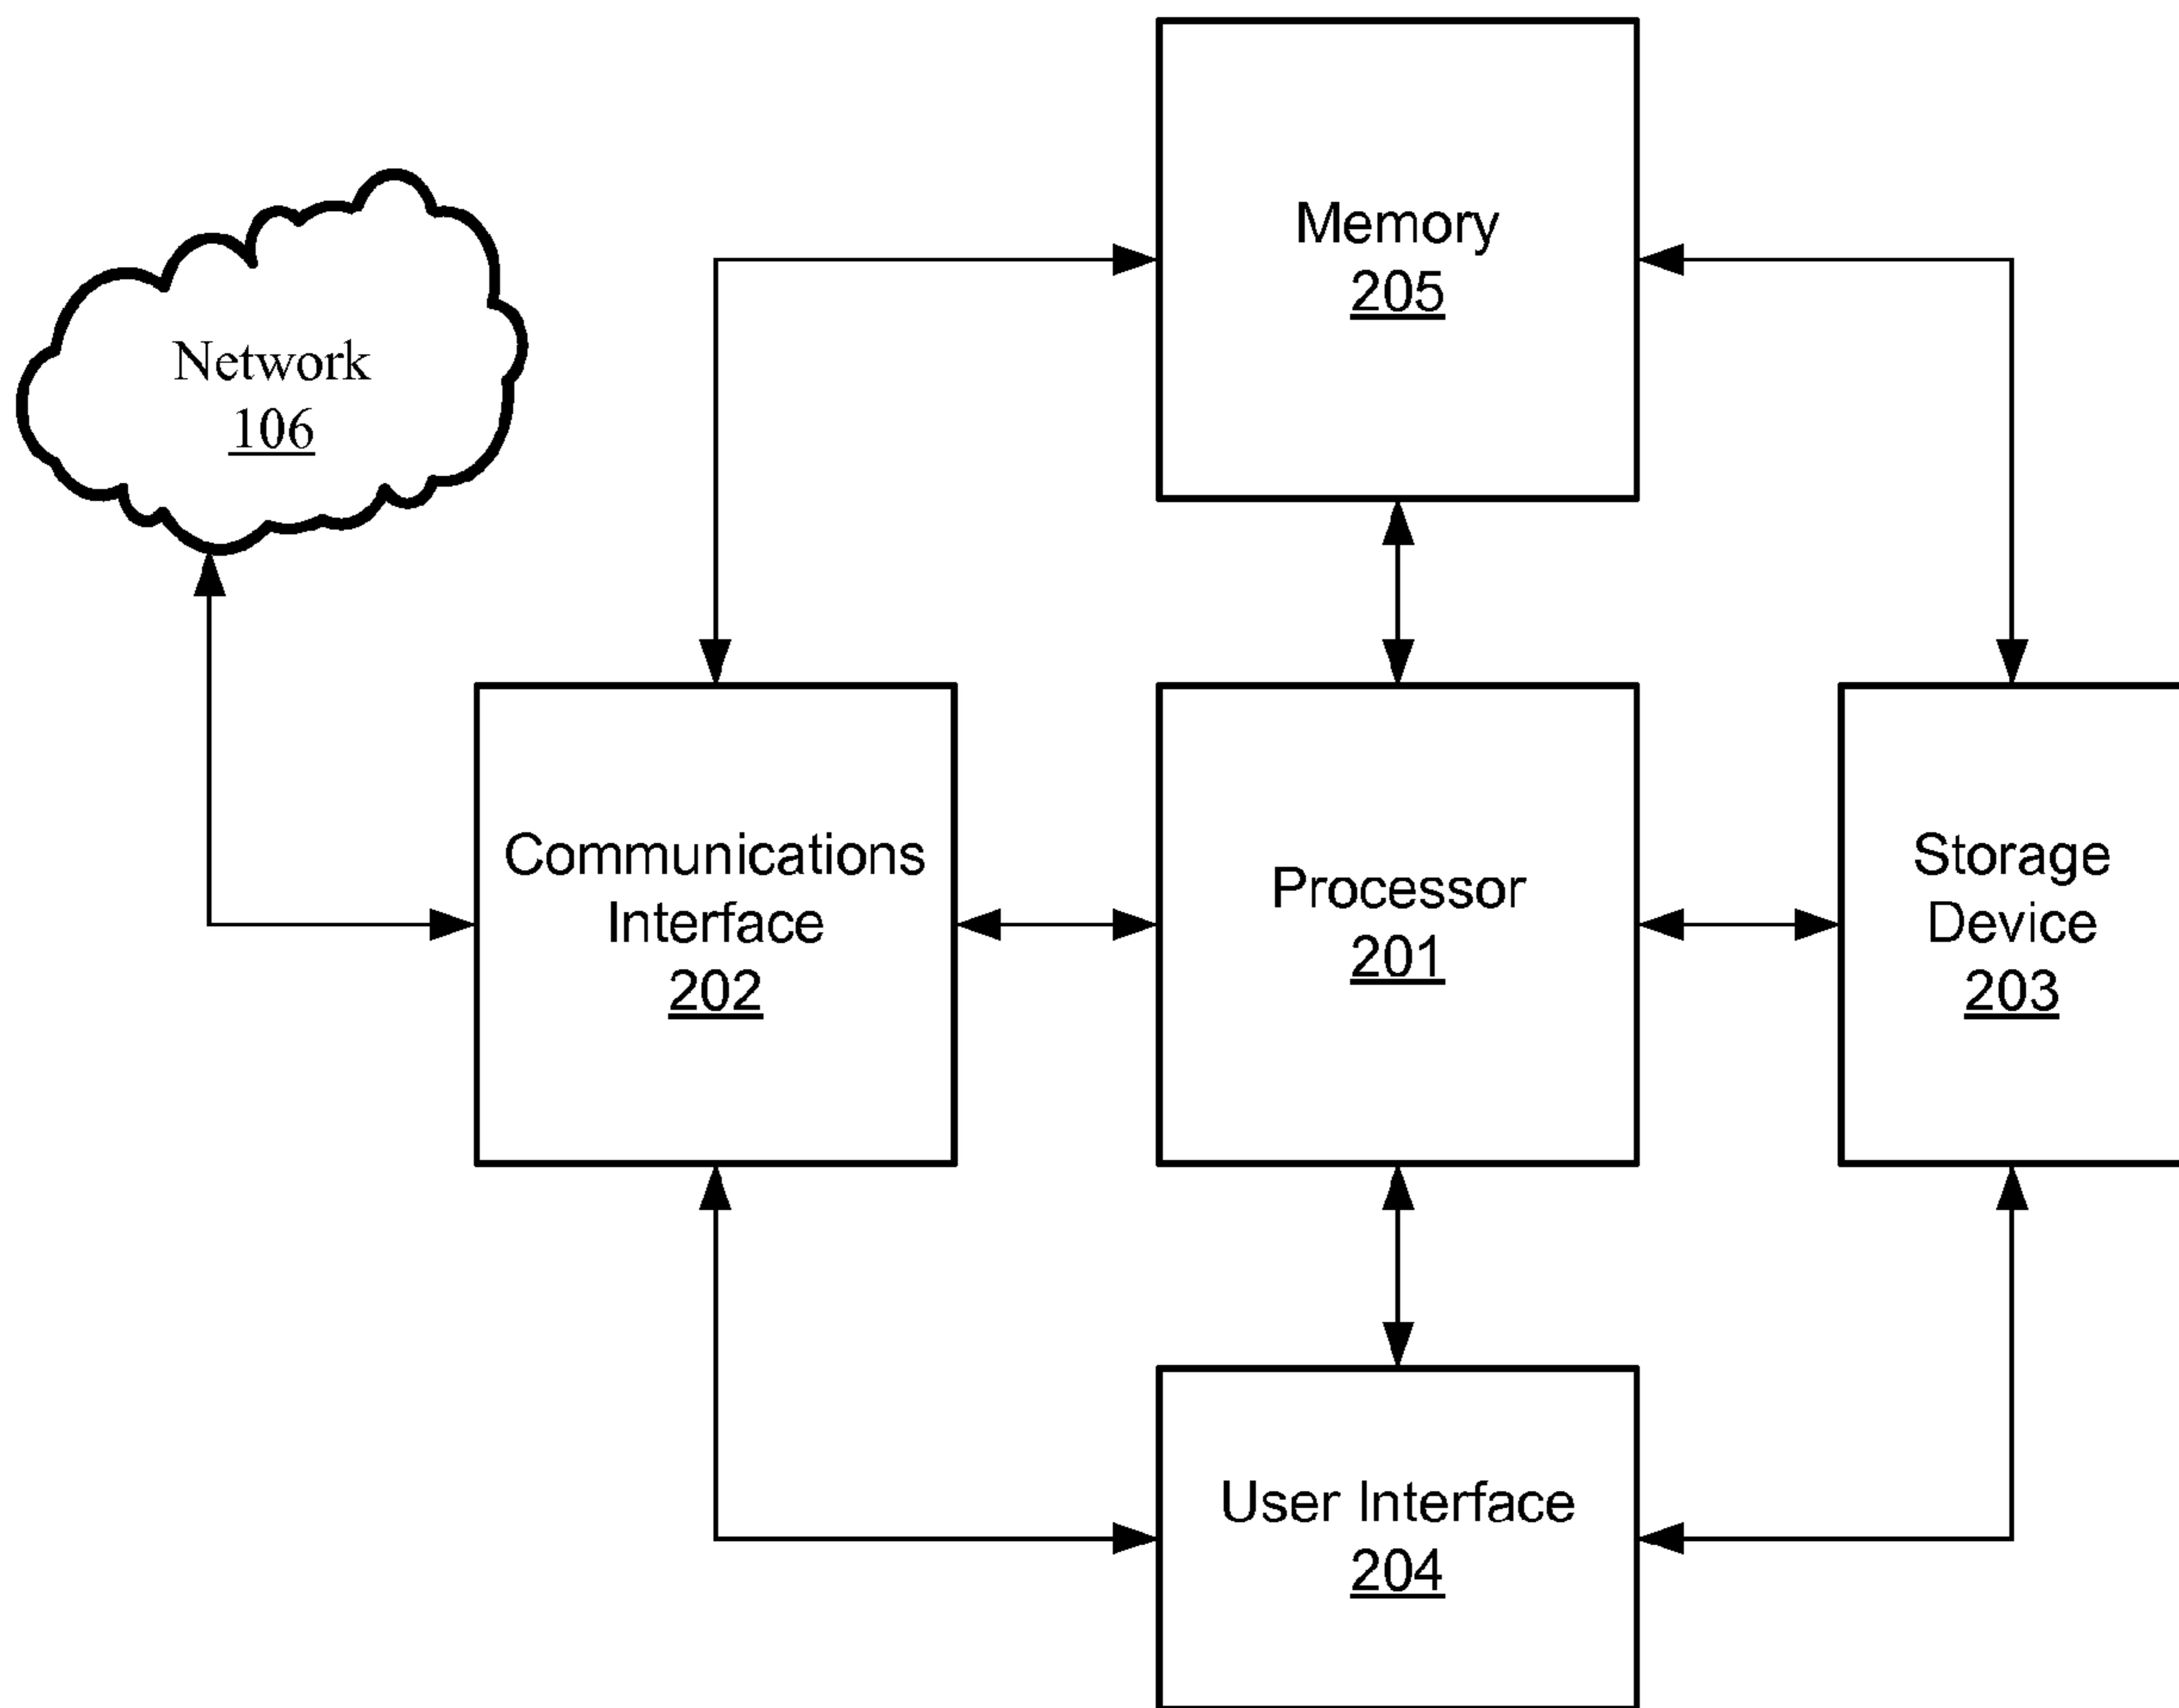 Memory
205
Network
106
Communications
Interface
202
Processor
201
Storage
Device
203
User Interface
204